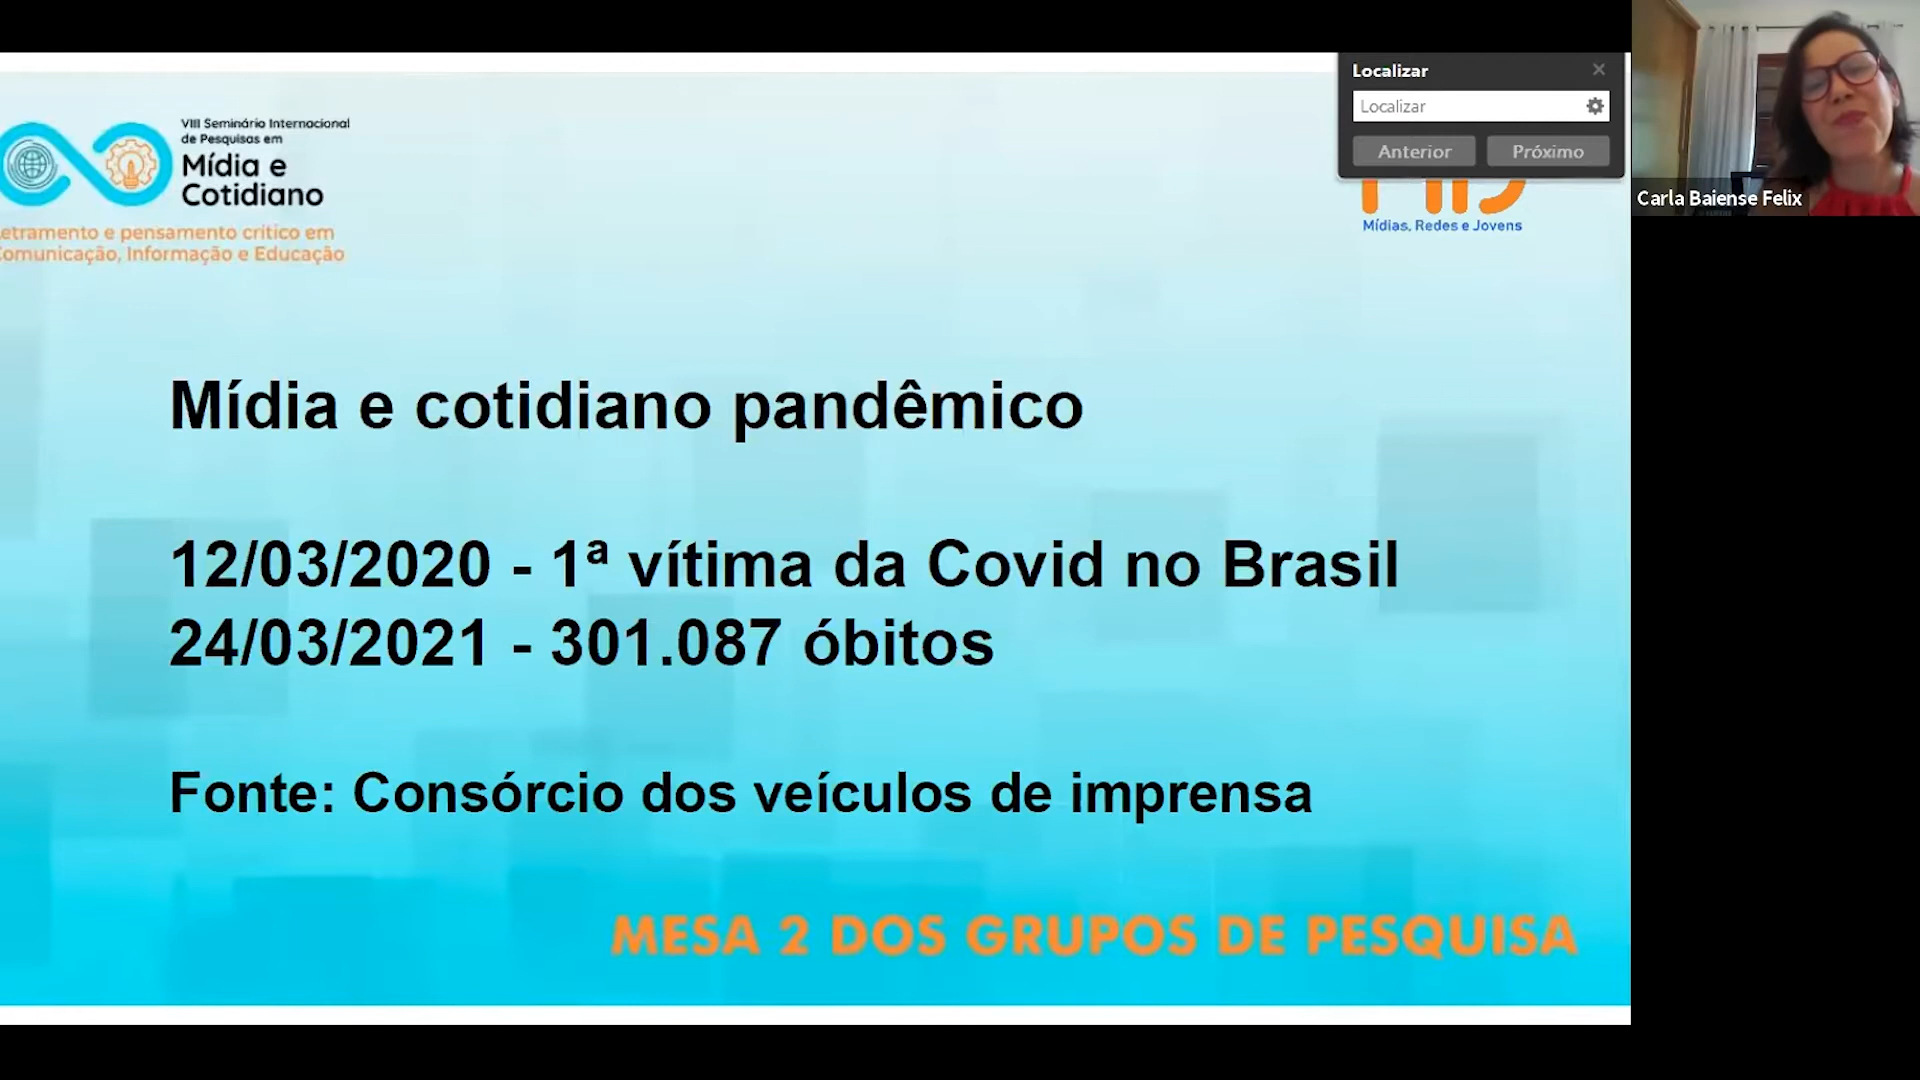 VIII Seminário Internacional
de Pesquisas em
Mídia e
Cotidiano
etramento e pensamento crítico em
omunicação, Informação e Educação
Localizar
Localizar
Anterior
Próximo
Mídias, Redes e Jovens
Carla Baiense Felix
Mídia e cotidiano pandêmico
12/03/2020 - 1ª vítima da Covid no Brasil
24/03/2021 - 301.087 óbitos
Fonte: Consórcio dos veículos de imprensa
MESA 2 DOS GRUPOS DE PESQUISA